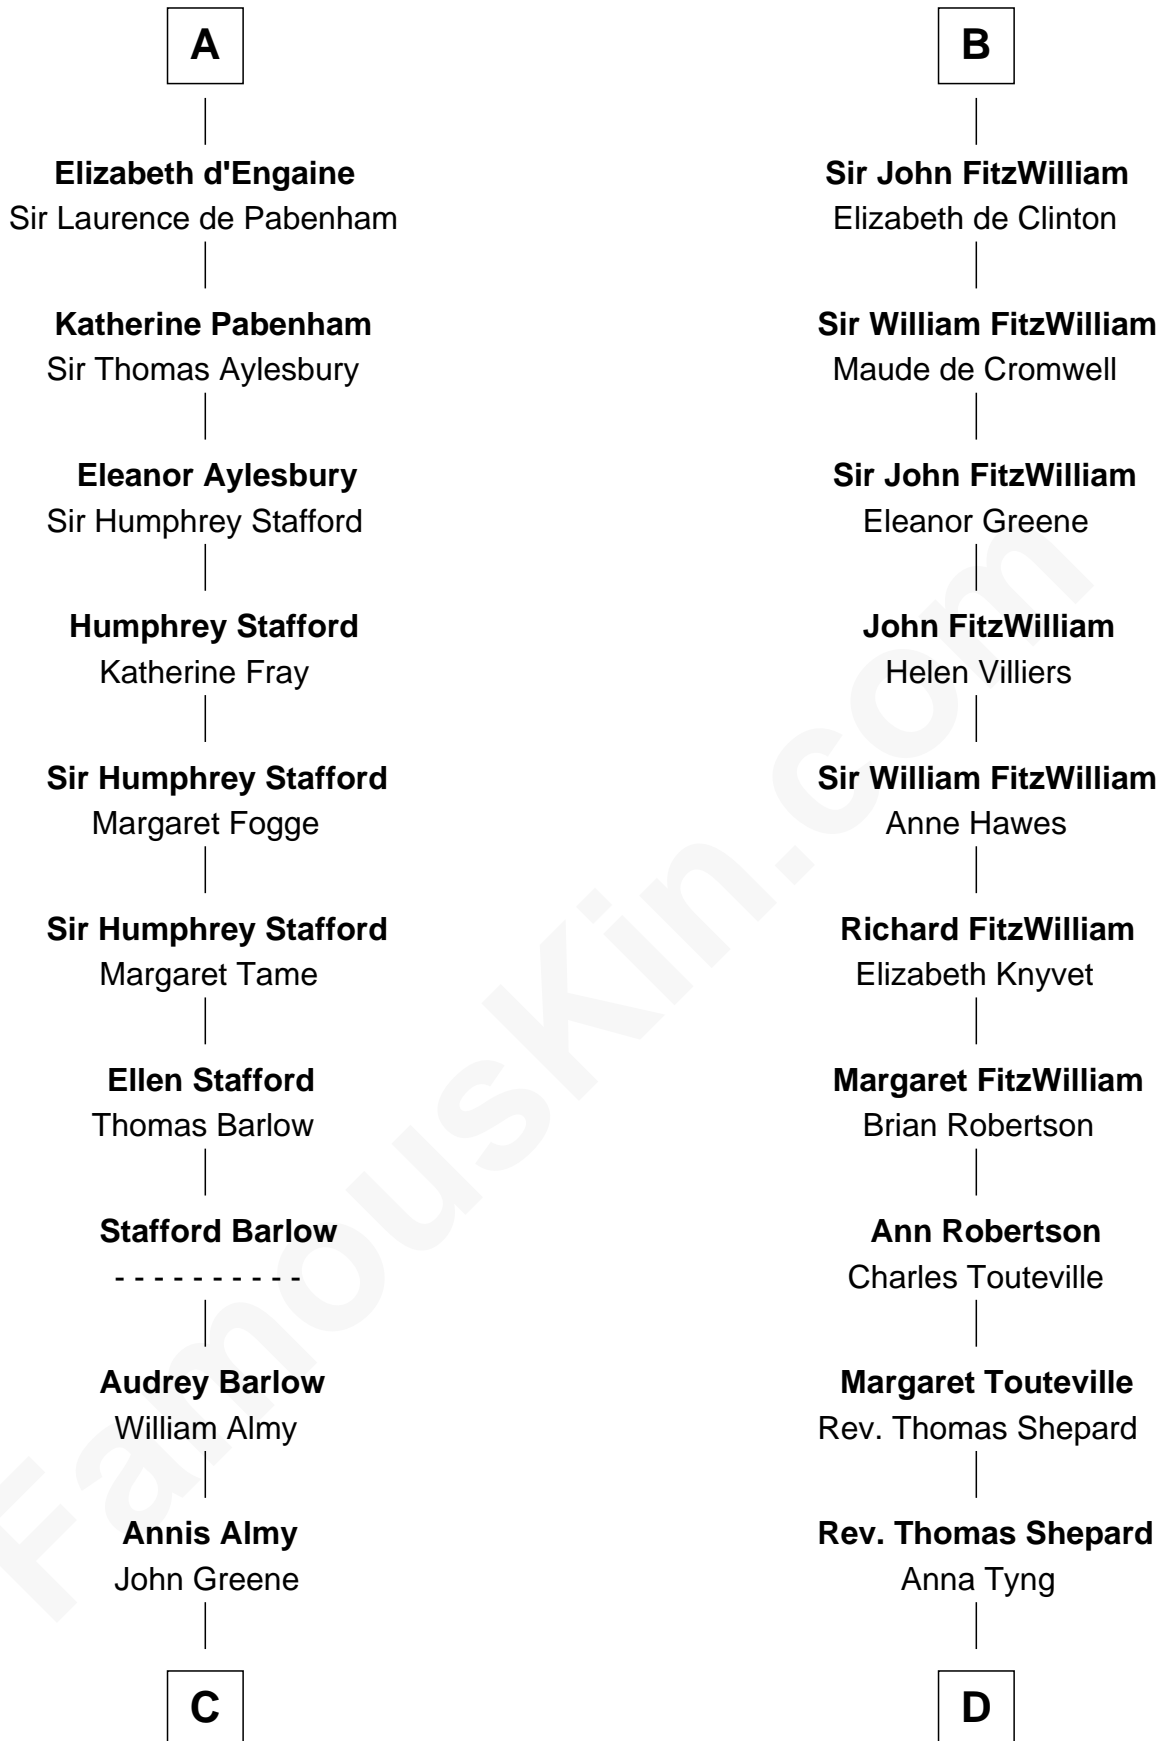 A
Elizabeth d'Engaine
Sir Laurence de Pabenham
Katherine Pabenham
Sir Thomas Aylesbury
Eleanor Aylesbury
Sir Humphrey Stafford
Humphrey Stafford
Katherine Fray
Sir Humphrey Stafford
Margaret Fogge
Sir Humphrey Stafford
Margaret Tame
Ellen Stafford
Thomas Barlow
Stafford Barlow
- - - - - - - - - -
Audrey Barlow
William Almy
Annis Almy
John Greene
C
B
Sir John FitzWilliam
Elizabeth de Clinton
Sir William FitzWilliam
Maude de Cromwell
Sir John FitzWilliam
Eleanor Greene
John FitzWilliam
Helen Villiers
Sir William FitzWilliam
Anne Hawes
Richard FitzWilliam
Elizabeth Knyvet
Margaret FitzWilliam
Brian Robertson
Ann Robertson
Charles Touteville
Margaret Touteville
Rev. Thomas Shepard
Rev. Thomas Shepard
Anna Tyng
D
FamousKin.com